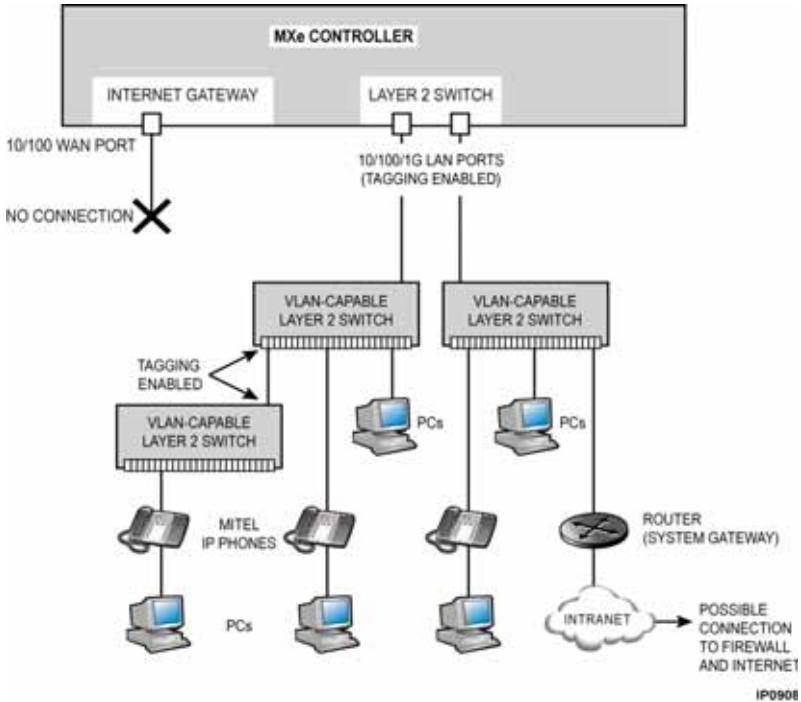 MXe CONTROLLER
INTERNET GATEWAY
LAYER 2 SWITCH
10/100 WAN PORT
10/100/1G LAN PORTS
(TAGGING ENABLED)
NO CONNECTION
VLAN-CAPABLE
LAYER 2 SWITCH
VLAN-CAPABLE
LAYER 2 SWITCH
TAGGING
ENABLED
VLAN-CAPABLE
LAYER 2 SWITCH
PCs
PCs
MITEL
IP PHONES
ROUTER
(SYSTEM GATEWAY)
PCs
INTRANET
POSSIBLE
CONNECTION
TO FIREWALL
AND INTERNET
IP0908